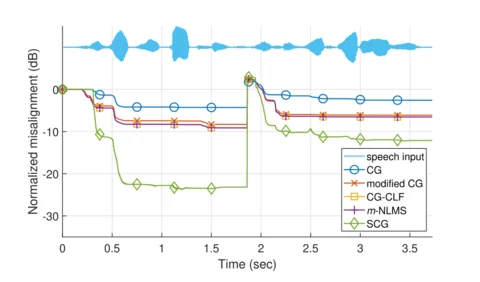 Normalized misalignment (dB)
0
-10
-20
-30
0
0.5
1
1.5
2
2.5
3
3.5
Time (sec)
speech input
CG
modified CG
CG-CLF
m-NLMS
SCG